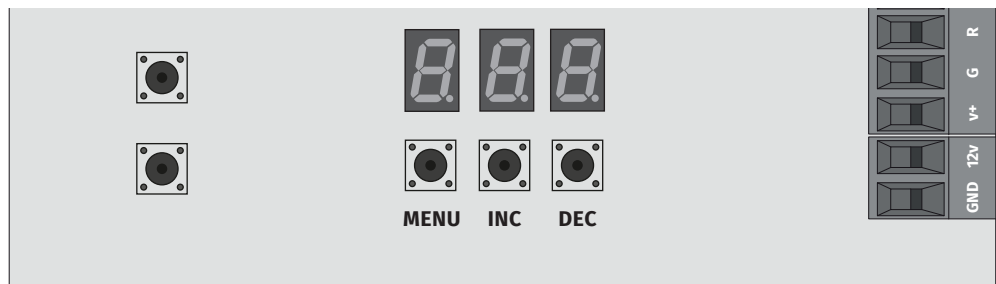 R
G
v+
12v
GND
MENU INC DEC